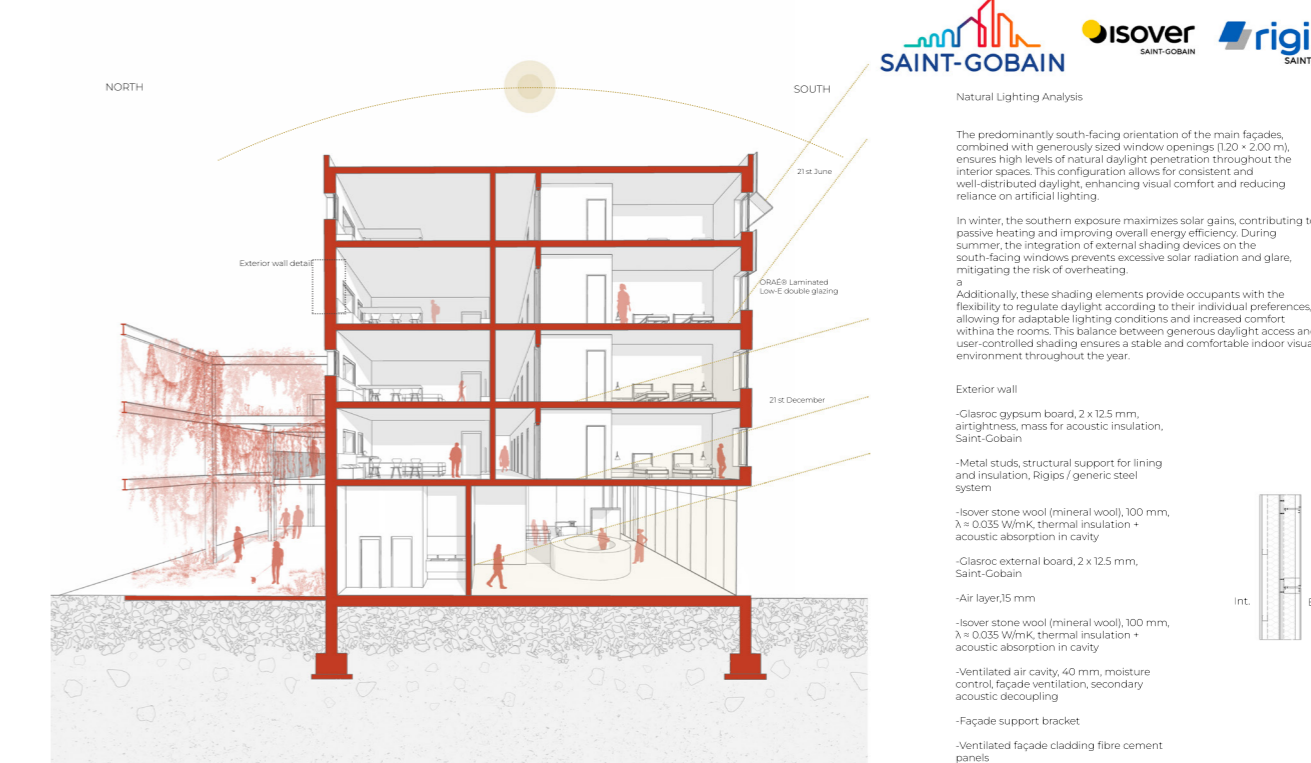 SAINT-GOBAIN
isover
SAINT-GOBAIN
rigi
SAINT
NORTH
SOUTH
21 st June
Exterior wall detail
ORAÉ® Laminated
Low-E double glazing
21 st December
Natural Lighting Analysis
The predominantly south-facing orientation of the main façades,
combined with generously sized window openings (1.20 × 2.00 m),
ensures high levels of natural daylight penetration throughout the
interior spaces. This configuration allows for consistent and
well-distributed daylight, enhancing visual comfort and reducing
reliance on artificial lighting.
In winter, the southern exposure maximizes solar gains, contributing to
passive heating and improving overall energy efficiency. During
summer, the integration of external shading devices on the
south-facing windows prevents excessive solar radiation and glare,
mitigating the risk of overheating.
a
Additionally, these shading elements provide occupants with the
flexibility to regulate daylight according to their individual preferences,
allowing for adaptable lighting conditions and increased comfort
withina the rooms. This balance between generous daylight access and
user-controlled shading ensures a stable and comfortable indoor visua
environment throughout the year.
Exterior wall
-Glasroc gypsum board, 2 x 12.5 mm,
airtightness, mass for acoustic insulation,
Saint-Gobain
-Metal studs, structural support for lining
and insulation, Rigips / generic steel
system
-Isover stone wool (mineral wool), 100 mm,
λ ≈ 0.035 W/mK, thermal insulation +
acoustic absorption in cavity
-Glasroc external board, 2 x 12.5 mm,
Saint-Gobain
-Air layer,15 mm
-Isover stone wool (mineral wool), 100 mm,
λ ≈ 0.035 W/mK, thermal insulation +
acoustic absorption in cavity
-Ventilated air cavity, 40 mm, moisture
control, façade ventilation, secondary
acoustic decoupling
-Façade support bracket
-Ventilated façade cladding fibre cement
panels
Int.